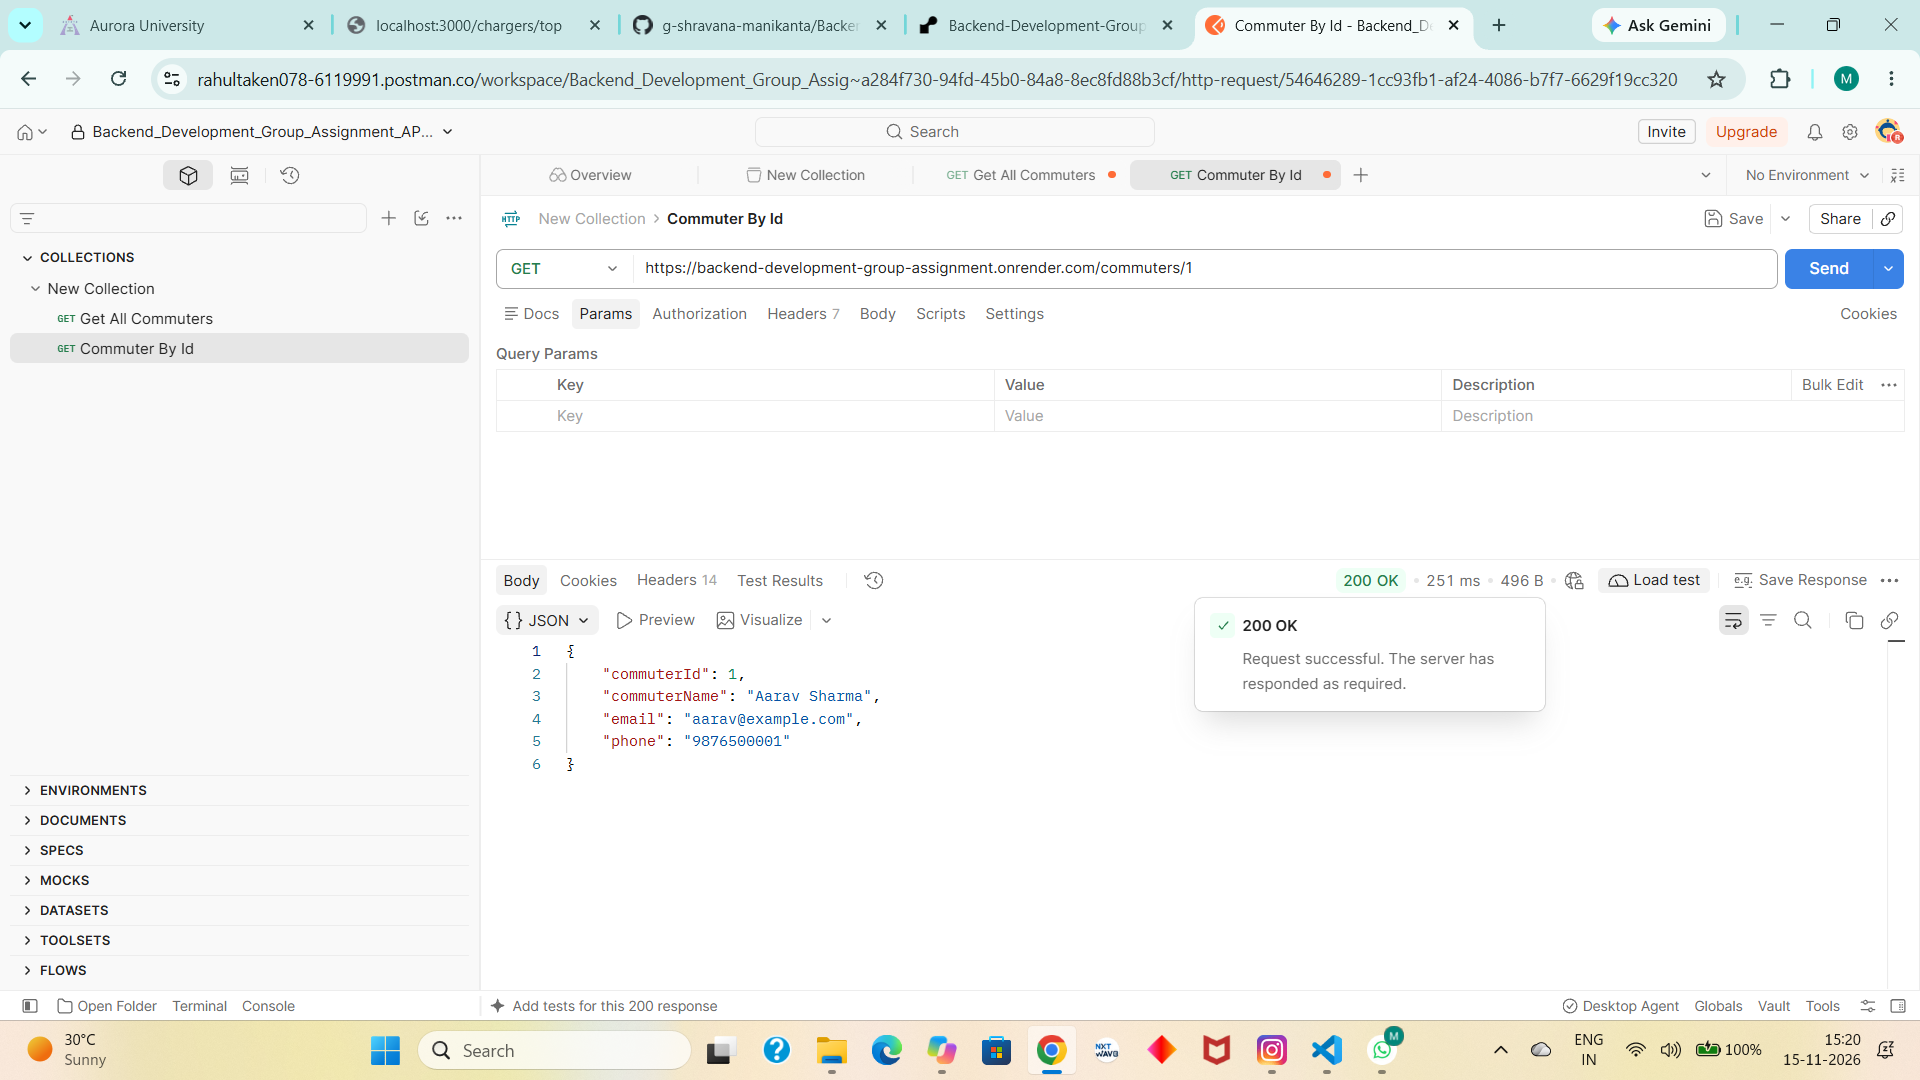 Aurora University
localhost:3000/chargers/top
g-shravana-manikanta/Backen
Backend-Development-Group
Commuter By Id - Backend_De
Ask Gemini
rahultaken078-6119991.postman.co/workspace/Backend_Development_Group_Assig~a284f730-94fd-45b0-84a8-8ec8fd88b3cf/http-request/54646289-1cc93fb1-af24-4086-b7f7-6629f19cc320
M
Backend_Development_Group_Assignment_AP...
Search
Invite
Upgrade
R
Overview
New Collection
GET Get All Commuters
GET Commuter By Id
No Environment
HTTP New Collection > Commuter By Id
Save
Share
COLLECTIONS
New Collection
GET Get All Commuters
GET Commuter By Id
GET
https://backend-development-group-assignment.onrender.com/commuters/1
Send
Docs Params Authorization Headers 7 Body Scripts Settings
Cookies
Query Params
Key Value Description Bulk Edit
Key Value Description
Body Cookies Headers 14 Test Results
200 OK 251 ms 496 B
Load test
e.g. Save Response
{} JSON Preview Visualize
200 OK
Request successful. The server has
responded as required.
1 {
2 "commuterId": 1,
3 "commuterName": "Aarav Sharma",
4 "email": "aarav@example.com",
5 "phone": "9876500001"
6 }
ENVIRONMENTS
DOCUMENTS
SPECS
MOCKS
DATASETS
TOOLSETS
FLOWS
Open Folder Terminal Console
Add tests for this 200 response
Desktop Agent Globals Vault Tools
30°C
Sunny
Search
NXT
WAVE
M
ENG
IN
100%
15:20
15-11-2026